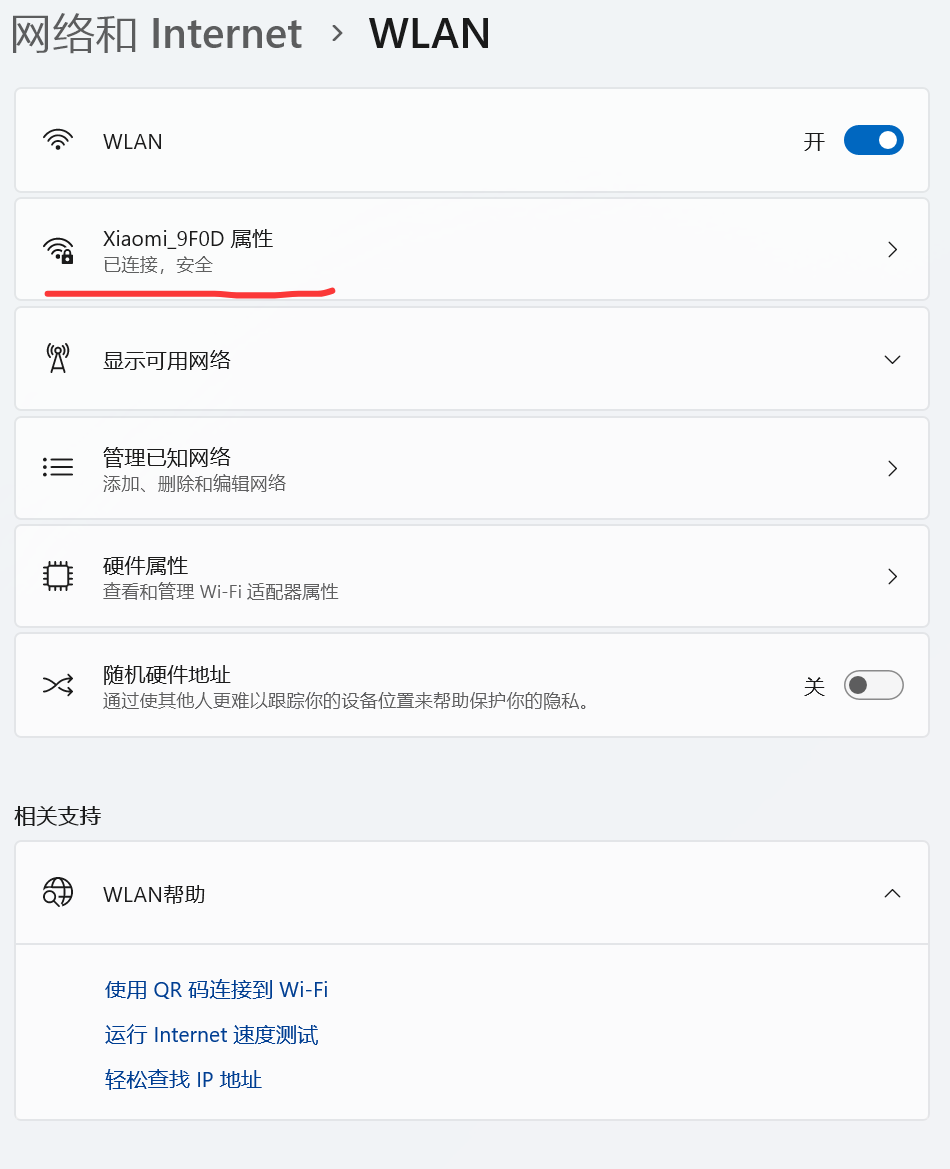 网络和 Internet › WLAN
WLAN 开
Xiaomi_9F0D 属性
已连接，安全
显示可用网络
管理已知网络
添加、删除和编辑网络
硬件属性
查看和管理 Wi-Fi 适配器属性
随机硬件地址 关
通过使其他人更难以跟踪你的设备位置来帮助保护你的隐私。
相关支持
WLAN帮助
使用 QR 码连接到 Wi-Fi
运行 Internet 速度测试
轻松查找 IP 地址